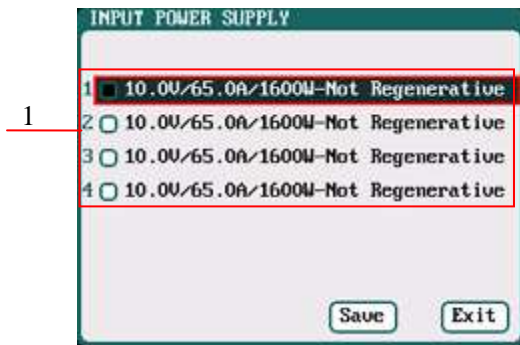 INPUT POWER SUPPLY
1 10.0V/65.0A/1600W-Not Regenerative
1
2 10.0V/65.0A/1600W-Not Regenerative
3 10.0V/65.0A/1600W-Not Regenerative
4 10.0V/65.0A/1600W-Not Regenerative
Save Exit